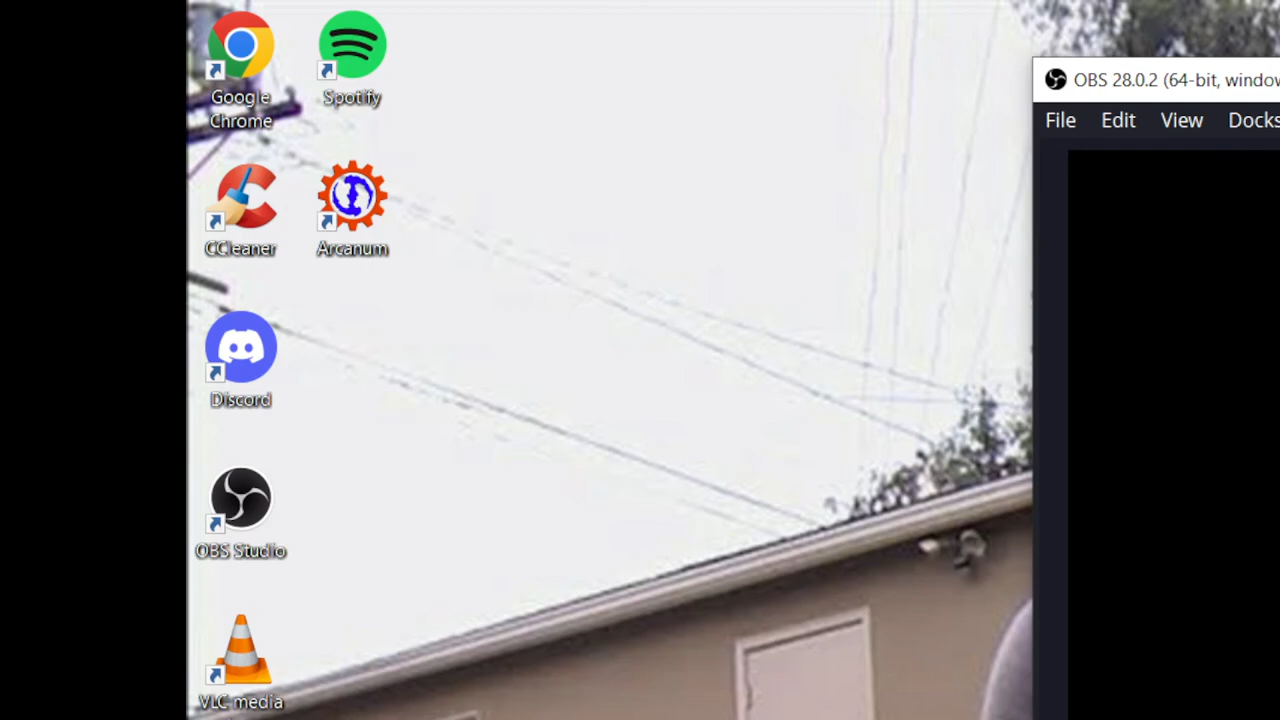 Google
Chrome
Spotify
CCleaner
Arcanum
Discord
OBS Studio
VLC media
OBS 28.0.2 (64-bit, window
File Edit View Docks